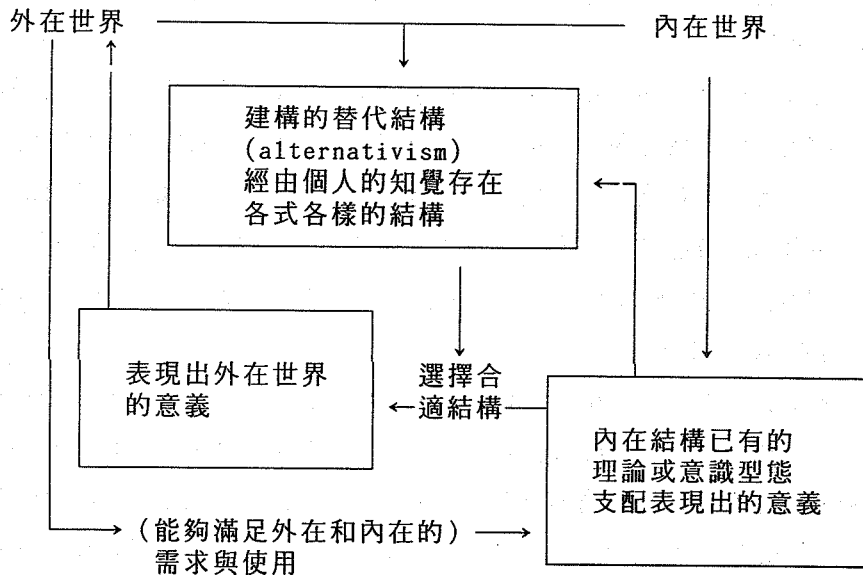 外在世界
內在世界
建構的替代結構
(alternativism)
經由個人的知覺存在
各式各樣的結構
表現出外在世界
的意義
選擇合
適結構
內在結構已有的
理論或意識型態
支配表現出的意義
(能夠滿足外在和內在的)
需求與使用